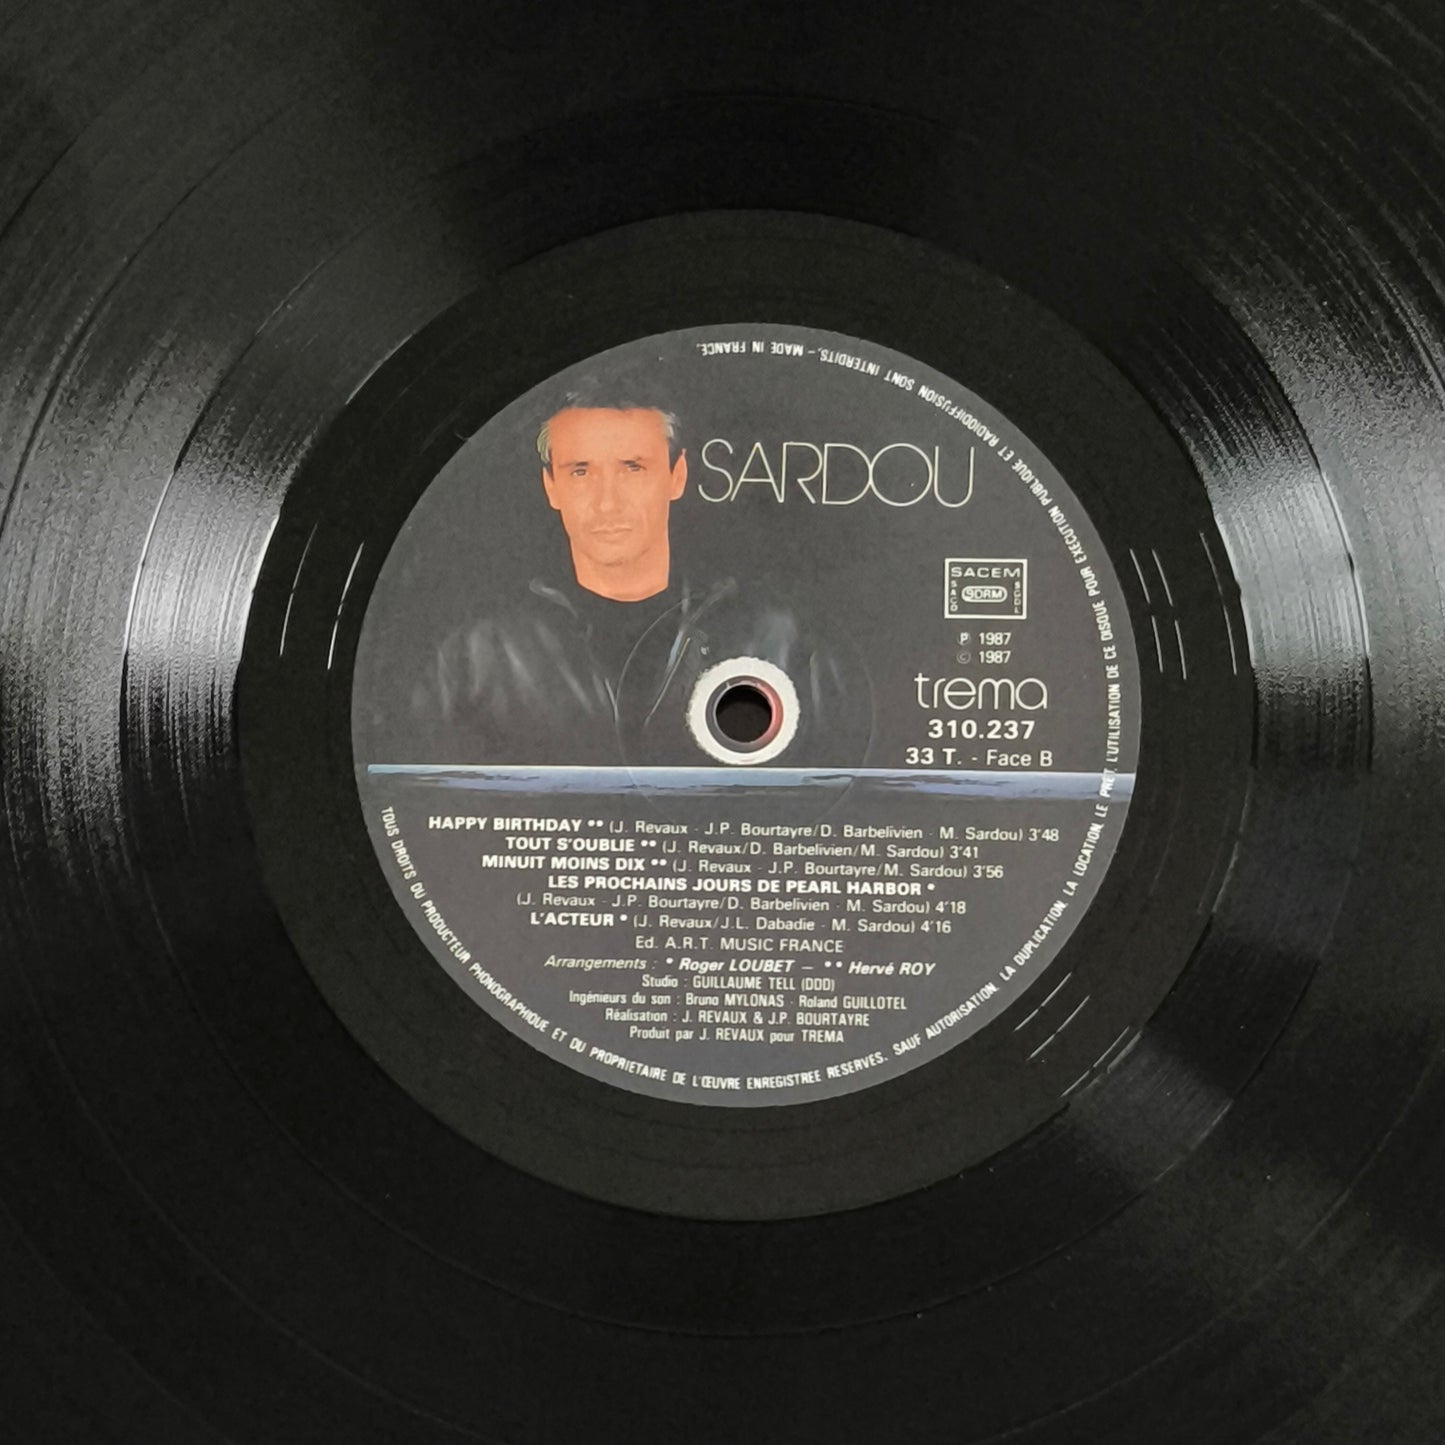 SARDOU
SACEM
SACD SDRM SCDL
℗ 1987
© 1987
trema
310.237
33 T. - Face B
HAPPY BIRTHDAY ** (J. Revaux - J.P. Bourtayre/D. Barbelivien - M. Sardou) 3'48
TOUT S'OUBLIE ** (J. Revaux/D. Barbelivien/M. Sardou) 3'41
MINUIT MOINS DIX ** (J. Revaux - J.P. Bourtayre/M. Sardou) 3'56
LES PROCHAINS JOURS DE PEARL HARBOR *
(J. Revaux - J.P. Bourtayre/D. Barbelivien - M. Sardou) 4'18
L'ACTEUR * (J. Revaux/J.L. Dabadie - M. Sardou) 4'16
Ed. A.R.T. MUSIC FRANCE
Arrangements : * Roger LOUBET – ** Hervé ROY
Studio : GUILLAUME TELL (DDD)
Ingénieurs du son : Bruno MYLONAS - Roland GUILLOTEL
Réalisation : J. REVAUX & J.P. BOURTAYRE
Produit par J. REVAUX pour TREMA
TOUS DROITS DU PRODUCTEUR PHONOGRAPHIQUE ET DU PROPRIETAIRE DE L'ŒUVRE ENREGISTREE RESERVES. SAUF AUTORISATION, LA DUPLICATION, LA LOCATION, LE PRET, L'UTILISATION DE CE DISQUE POUR EXECUTION PUBLIQUE ET RADIODIFFUSION SONT INTERDITS. – MADE IN FRANCE.